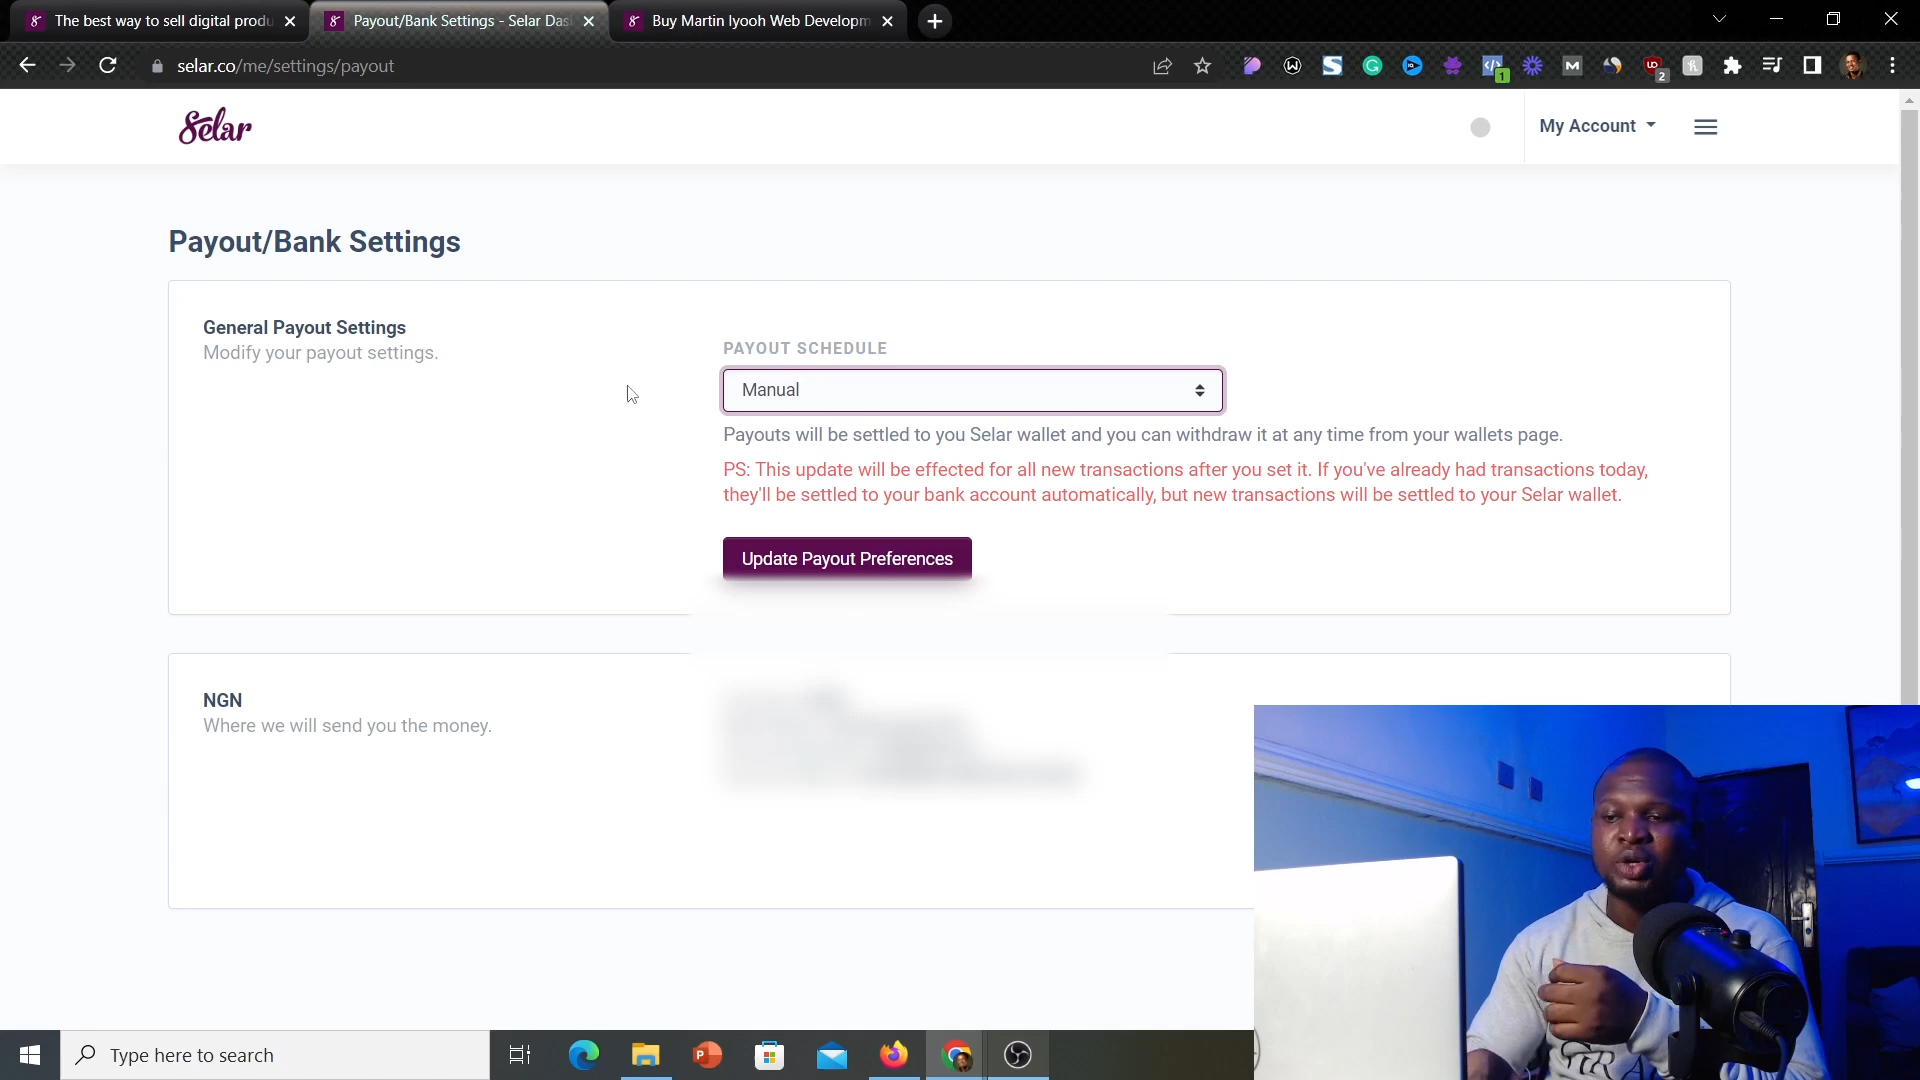 The best way to sell digital produ
Payout/Bank Settings - Selar Das
Buy Martin Iyooh Web Developm
selar.co/me/settings/payout
1
2
Selar
My Account
Payout/Bank Settings
General Payout Settings
Modify your payout settings.
PAYOUT SCHEDULE
Manual
Payouts will be settled to you Selar wallet and you can withdraw it at any time from your wallets page.
PS: This update will be effected for all new transactions after you set it. If you've already had transactions today,
they'll be settled to your bank account automatically, but new transactions will be settled to your Selar wallet.
Update Payout Preferences
NGN
Where we will send you the money.
Type here to search